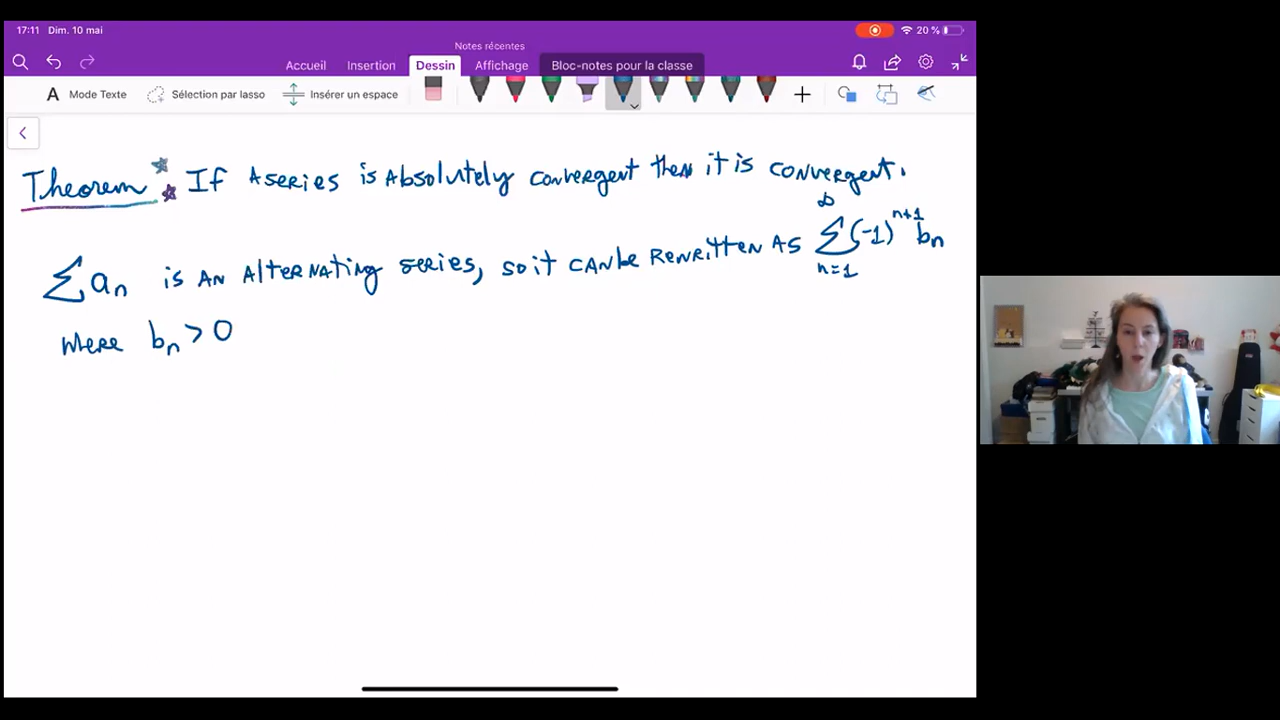 17:11 Dim. 10 mai
20 %
Notes récentes
Accueil Insertion Dessin Affichage Bloc-notes pour la classe
A Mode Texte Sélection par lasso Insérer un espace
Theorem If a series is absolutely convergent then it is convergent.
∑ aₙ is an alternating series, so it can be rewritten as ∑_{n=1}^{∞} (-1)^{n+1} bₙ
where bₙ > 0